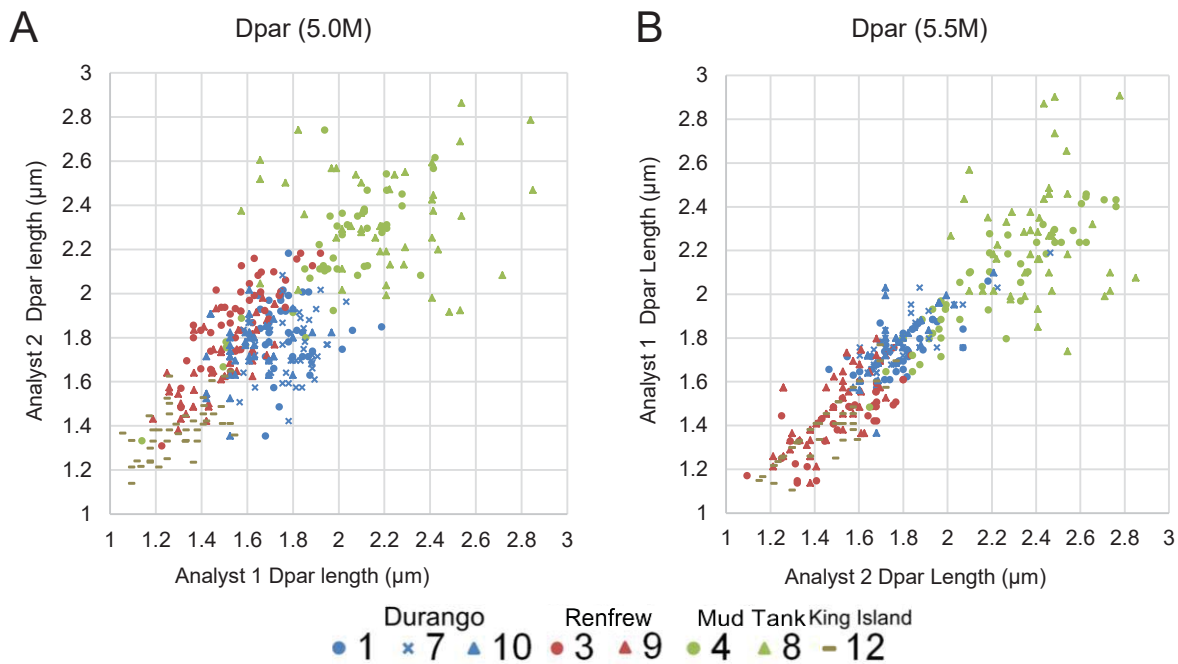 A
Dpar (5.0M)
3
2.8
2.6
2.4
2.2
2
1.8
1.6
1.4
1.2
1
Analyst 2 Dpar length (µm)
1 1.2 1.4 1.6 1.8 2 2.2 2.4 2.6 2.8 3
Analyst 1 Dpar length (µm)
B
Dpar (5.5M)
3
2.8
2.6
2.4
2.2
2
1.8
1.6
1.4
1.2
1
Analyst 1 Dpar Length (µm)
1 1.2 1.4 1.6 1.8 2 2.2 2.4 2.6 2.8 3
Analyst 2 Dpar Length (µm)
Durango Renfrew Mud Tank King Island
1 7 10 3 9 4 8 12